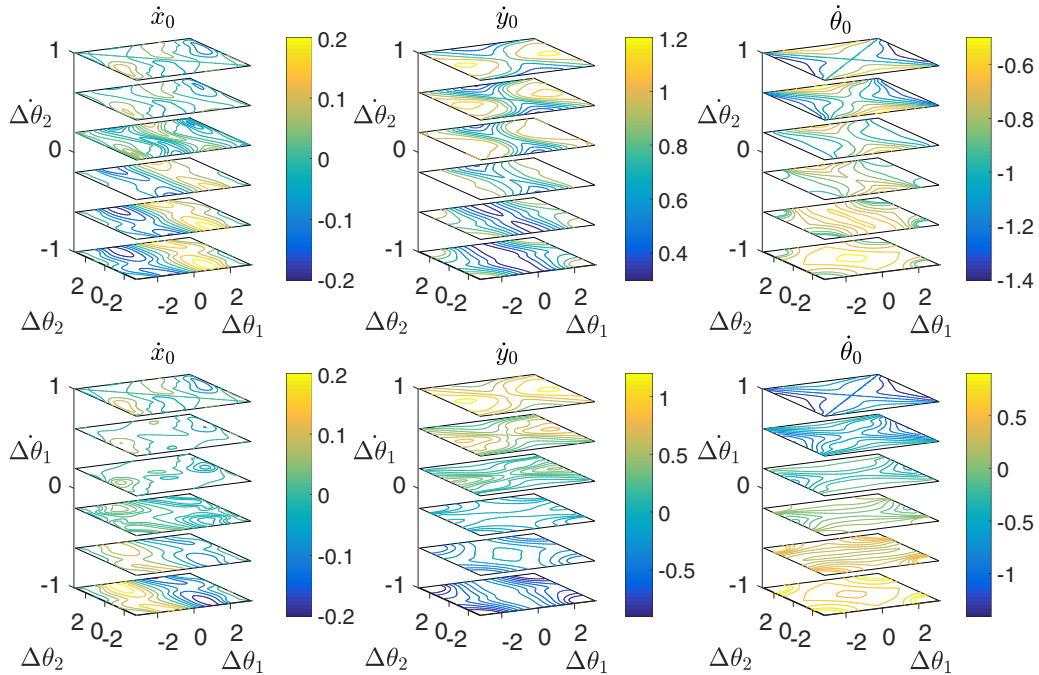 ẋ₀ ẏ₀ θ̇₀
1 0.2 1 1.2 1 -0.6
0.1 1 -0.8
Δθ̇₂ Δθ̇₂ Δθ̇₂
0 0 0 0.8 0 -1
-0.1 0.6 -1.2
-1 -0.2 -1 0.4 -1 -1.4
2 0 -2 -2 0 2 2 0 -2 -2 0 2 2 0 -2 -2 0 2
Δθ₂ Δθ₁ Δθ₂ Δθ₁ Δθ₂ Δθ₁
ẋ₀ ẏ₀ θ̇₀
1 0.2 1 1 1 0.5
0.1 0.5
Δθ̇₁ Δθ̇₁ Δθ̇₁
0 0 0 0 0 0
-0.1 -0.5 -0.5
-1 -0.2 -1 -1 -1
2 0 -2 -2 0 2 2 0 -2 -2 0 2 2 0 -2 -2 0 2
Δθ₂ Δθ₁ Δθ₂ Δθ₁ Δθ₂ Δθ₁